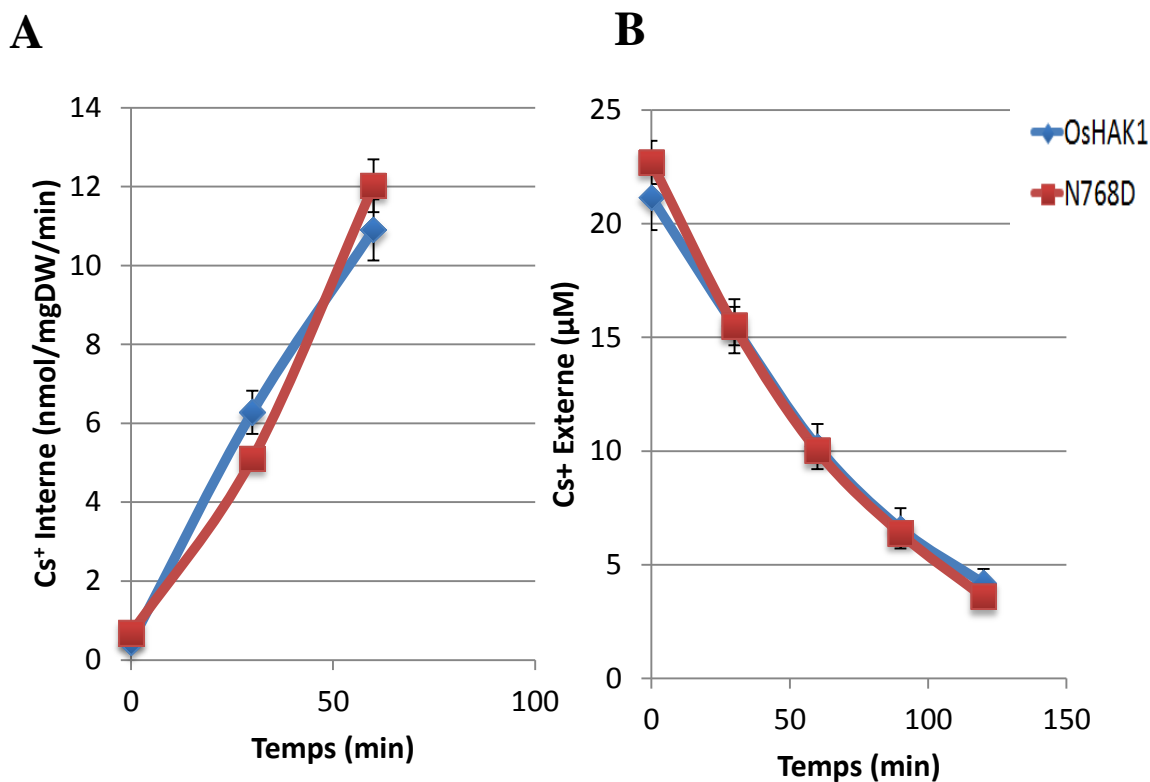 A
B
14
12
10
8
6
4
2
0
0
50
100
Cs⁺ Interne (nmol/mgDW/min)
Temps (min)
25
20
15
10
5
0
0
50
100
150
Cs+ Externe (µM)
Temps (min)
OsHAK1
N768D